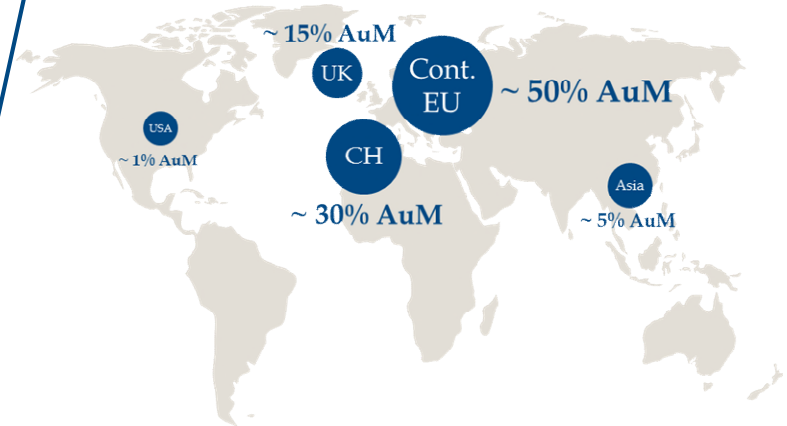 ~ 15% AuM
UK
Cont.
EU
~ 50% AuM
USA
~ 1% AuM
CH
~ 30% AuM
Asia
~ 5% AuM